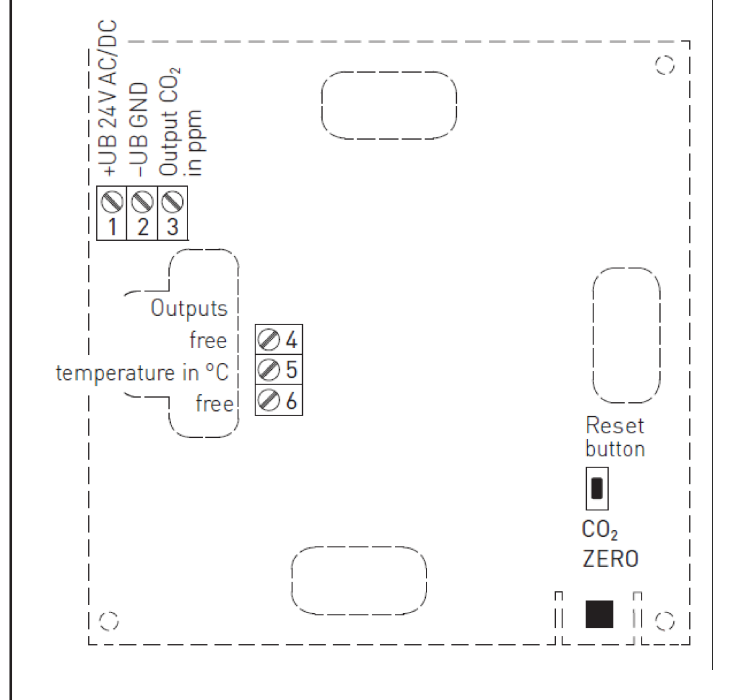 +UB 24V AC/DC
–UB GND
Output CO₂
in ppm
1 2 3
Outputs
free
4
temperature in °C
5
free
6
Reset
button
CO₂
ZERO